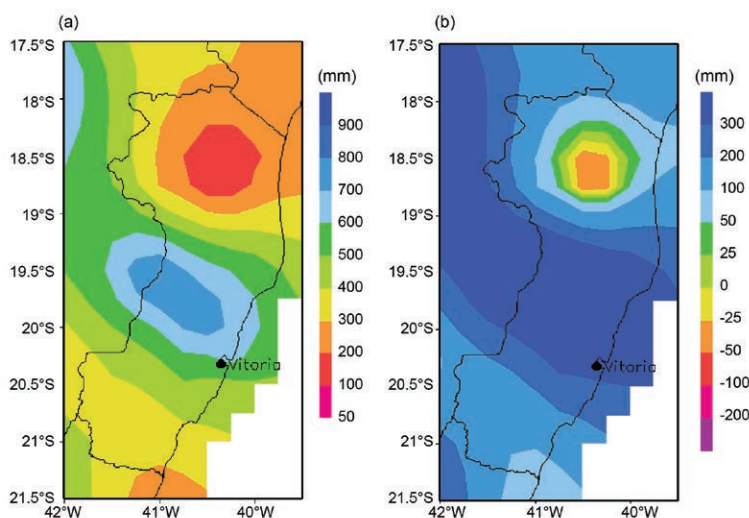 (a)
(b)
17.5°S
18°S
18.5°S
19°S
19.5°S
20°S
20.5°S
21°S
21.5°S
42°W
41°W
40°W
Vitoria
(mm)
900
800
700
600
500
400
300
200
100
50
17.5°S
18°S
18.5°S
19°S
19.5°S
20°S
20.5°S
21°S
21.5°S
42°W
41°W
40°W
Vitoria
(mm)
300
200
100
50
25
0
-25
-50
-100
-200